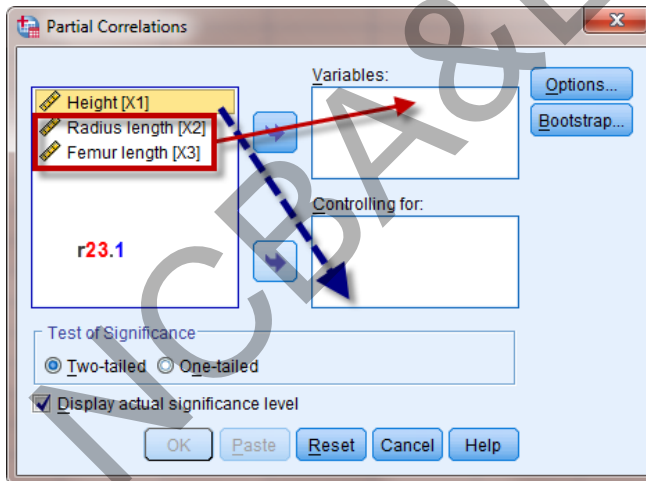 Partial Correlations
Height [X1]
Radius length [X2]
Femur length [X3]
r23.1
Variables:
Controlling for:
Options...
Bootstrap...
Test of Significance
Two-tailed One-tailed
Display actual significance level
OK Paste Reset Cancel Help
NCBA&E